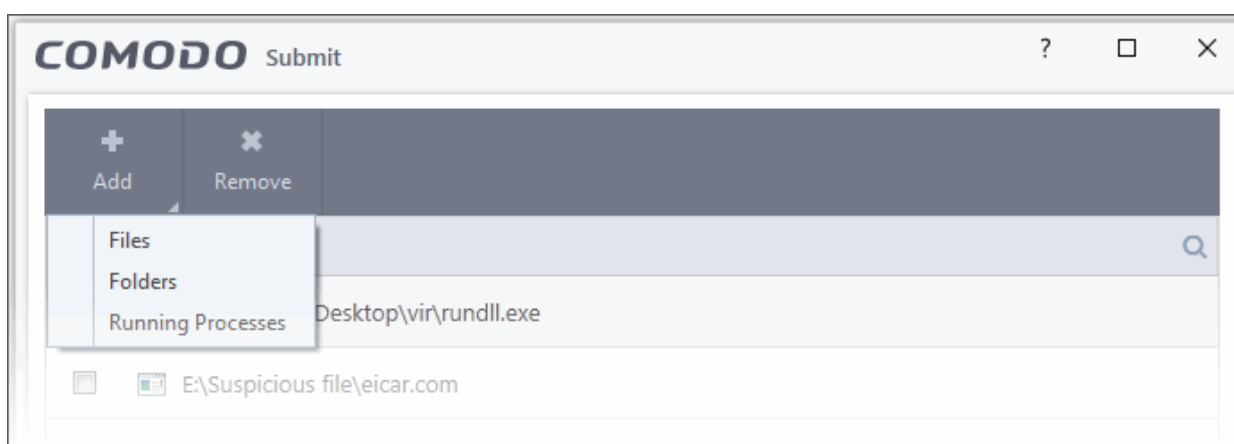 COMODO Submit ?
Add Remove
Files
Folders
Running Processes
Desktop\vir\rundll.exe
E:\Suspicious file\eicar.com